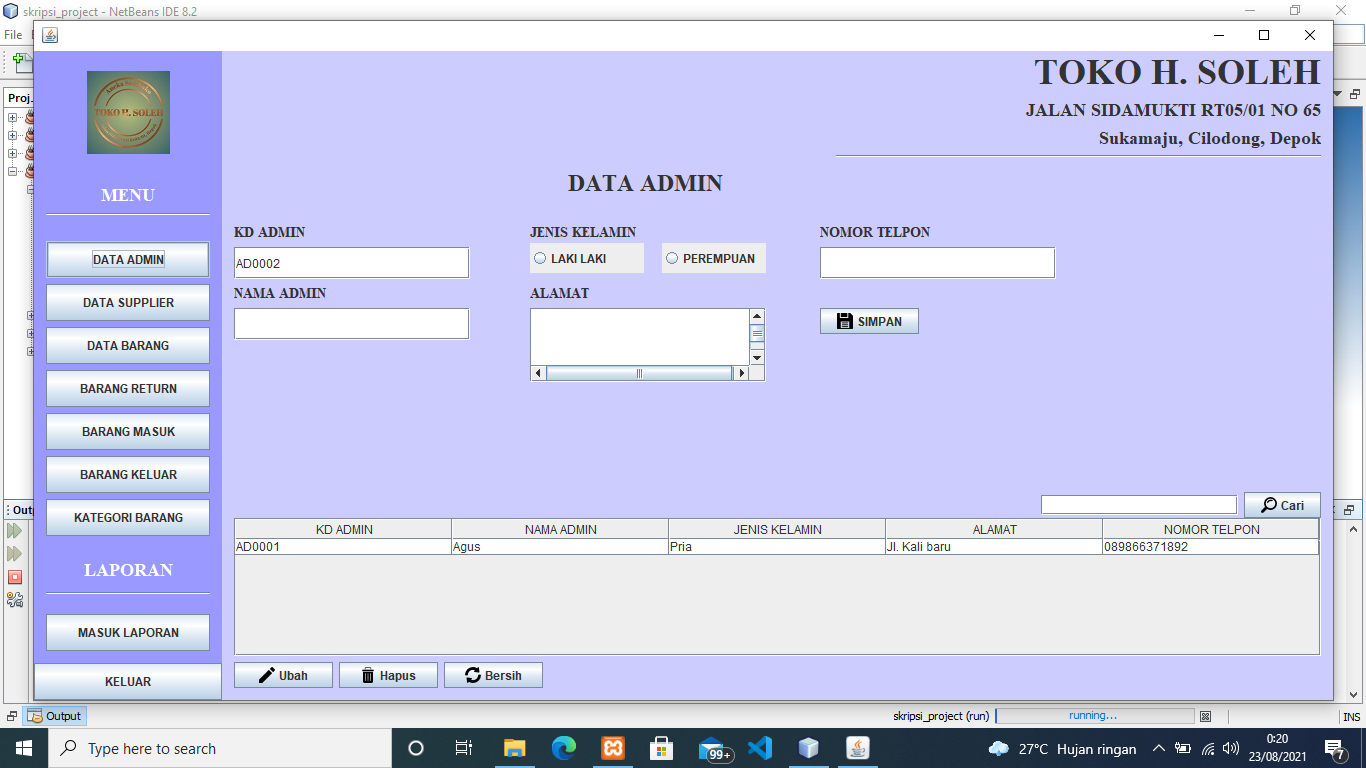 skripsi_project - NetBeans IDE 8.2
File
Proj...
TOKO H. SOLEH
TOKO H. SOLEH
JALAN SIDAMUKTI RT05/01 NO 65
Sukamaju, Cilodong, Depok
MENU
DATA ADMIN
DATA SUPPLIER
DATA BARANG
BARANG RETURN
BARANG MASUK
BARANG KELUAR
KATEGORI BARANG
LAPORAN
MASUK LAPORAN
KELUAR
DATA ADMIN
KD ADMIN
AD0002
NAMA ADMIN
JENIS KELAMIN
LAKI LAKI PEREMPUAN
ALAMAT
NOMOR TELPON
SIMPAN
Cari
KD ADMIN NAMA ADMIN JENIS KELAMIN ALAMAT NOMOR TELPON
AD0001 Agus Pria Jl. Kali baru 089866371892
Ubah Hapus Bersih
Output
skripsi_project (run) running... INS
Type here to search
99+
27°C Hujan ringan
0:20
23/08/2021
7